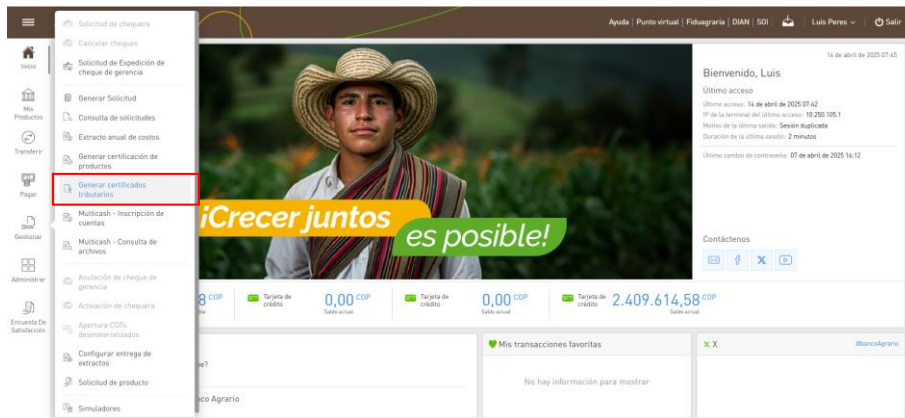 Ayuda | Punto virtual | Fiduagraria | DIAN | SOI | Luis Peres Salir
Inicio
Mis
Productos
Transferir
Pagar
Gestionar
Administrar
Encuesta De
Satisfacción
Solicitud de chequera
Cancelar cheques
Solicitud de Expedición de
cheque de gerencia
Generar Solicitud
Consulta de solicitudes
Extracto anual de costos
Generar certificación de
productos
Generar certificados
tributarios
Multicash - Inscripción de
cuentas
Multicash - Consulta de
archivos
Anulación de cheque de
gerencia
Activación de chequera
Apertura CDTs
desmaterializados
Configurar entrega de
extractos
Solicitud de producto
Simuladores
¡Crecer juntos
es posible!
14 de abril de 2025 07:45
Bienvenido, Luis
Último acceso
Último acceso: 14 de abril de 2025 07:42
IP de la terminal del último acceso: 10.250.105.1
Motivo de la última salida: Sesión duplicada
Duración de la última sesión: 2 minutos
Último cambio de contraseña: 07 de abril de 2025 16:12
Contáctenos
8 COP
Tarjeta de
crédito
0,00 COP
Saldo actual
Tarjeta de
crédito
0,00 COP
Saldo actual
Tarjeta de
crédito
2.409.614,58 COP
Saldo actual
Mis transacciones favoritas
No hay información para mostrar
X
@BancoAgrario
se?
nco Agrario